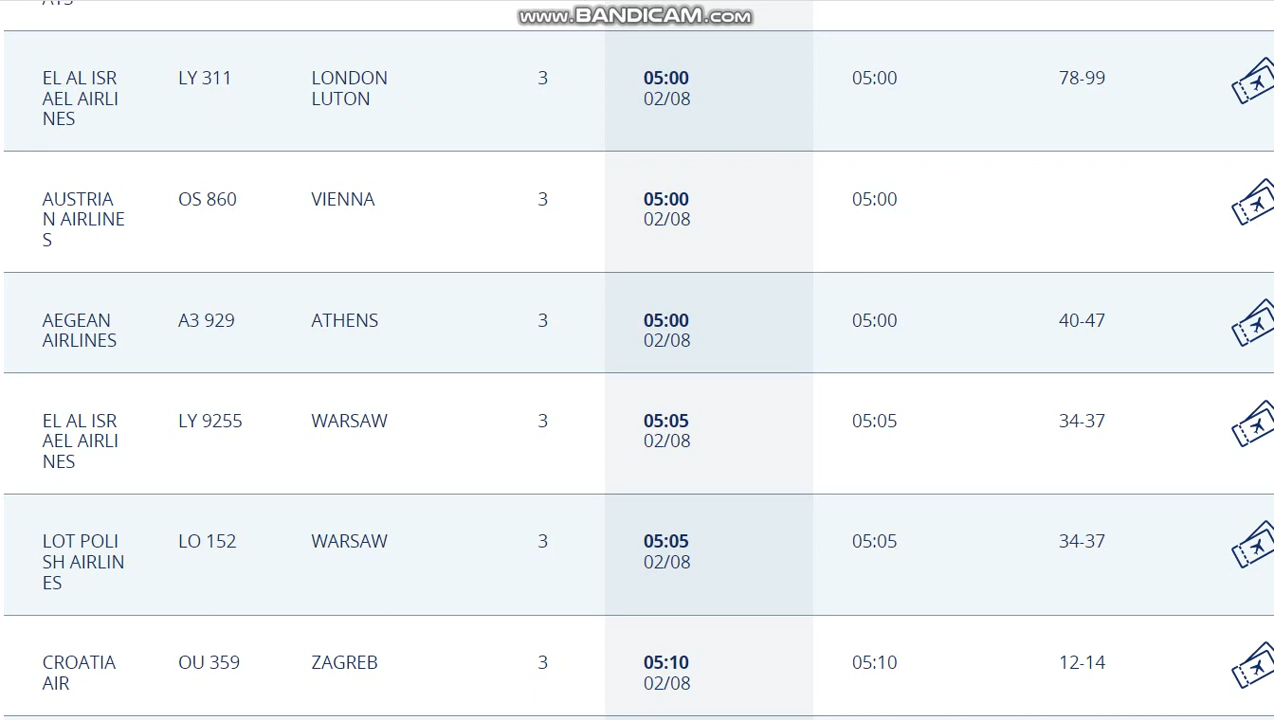 www.BANDICAM.com
EL AL ISR LY 311 LONDON 3 05:00 05:00 78-99
AEL AIRLI LUTON 02/08
NES
AUSTRIA OS 860 VIENNA 3 05:00 05:00
N AIRLINE 02/08
S
AEGEAN A3 929 ATHENS 3 05:00 05:00 40-47
AIRLINES 02/08
EL AL ISR LY 9255 WARSAW 3 05:05 05:05 34-37
AEL AIRLI 02/08
NES
LOT POLI LO 152 WARSAW 3 05:05 05:05 34-37
SH AIRLIN 02/08
ES
CROATIA OU 359 ZAGREB 3 05:10 05:10 12-14
AIR 02/08